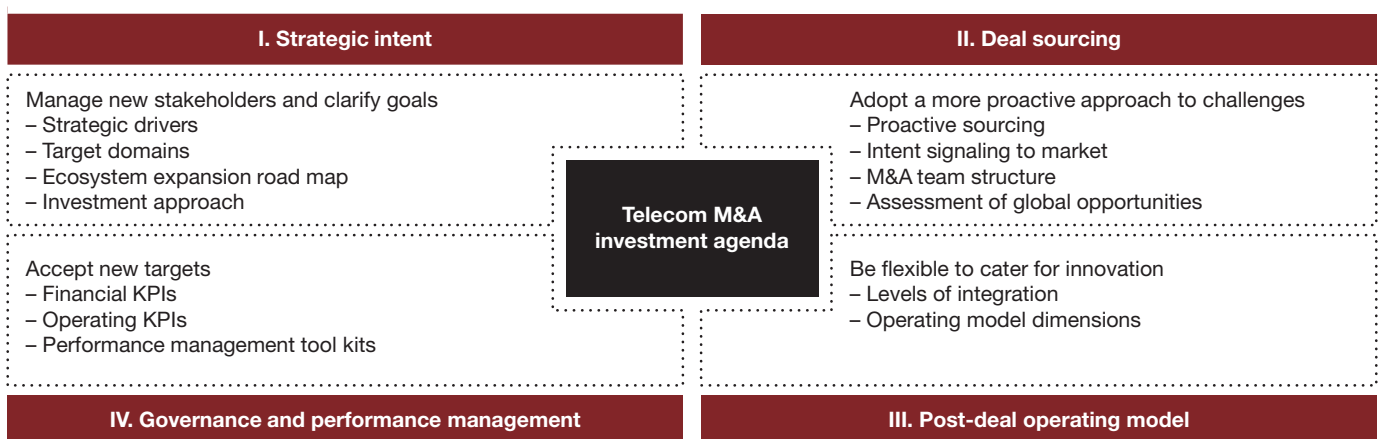 I. Strategic intent
Manage new stakeholders and clarify goals
– Strategic drivers
– Target domains
– Ecosystem expansion road map
– Investment approach
II. Deal sourcing
Adopt a more proactive approach to challenges
– Proactive sourcing
– Intent signaling to market
– M&A team structure
– Assessment of global opportunities
Telecom M&A
investment agenda
Accept new targets
– Financial KPIs
– Operating KPIs
– Performance management tool kits
IV. Governance and performance management
Be flexible to cater for innovation
– Levels of integration
– Operating model dimensions
III. Post-deal operating model